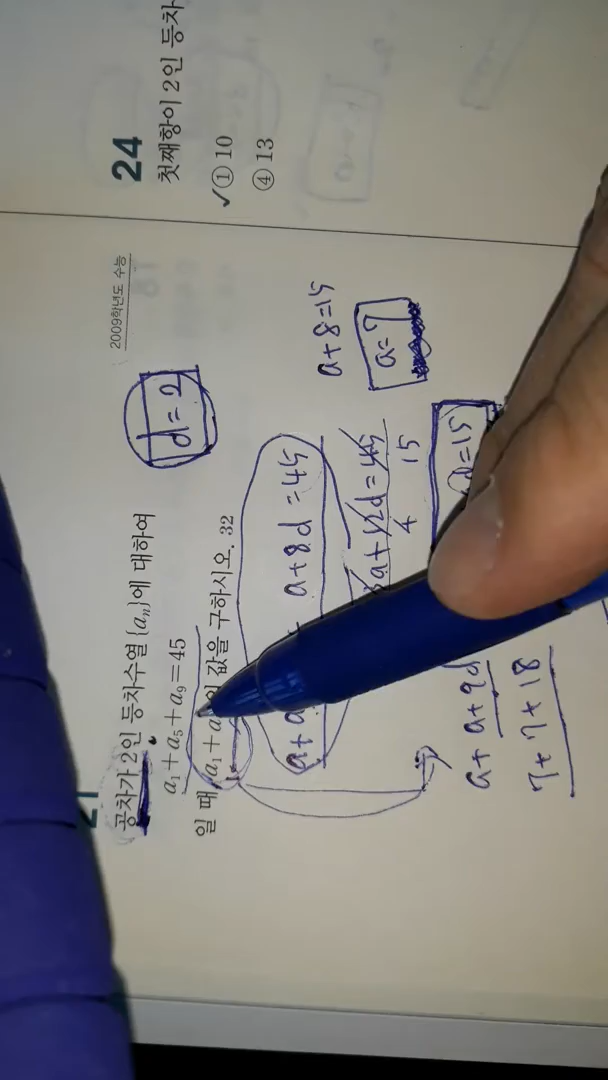 공차가 2인 등차수열 {aₙ}에 대하여
a₁+a₅+a₉=45
일 때, a₁+a 값을 구하시오. 32
2009학년도 수능
d=2
a+8d=45
3a+12d=45
4 15
d=15
a+8=15
a=7
a+a+9d
7+7+18
24
첫째항이 2인 등차
✓① 10
④ 13